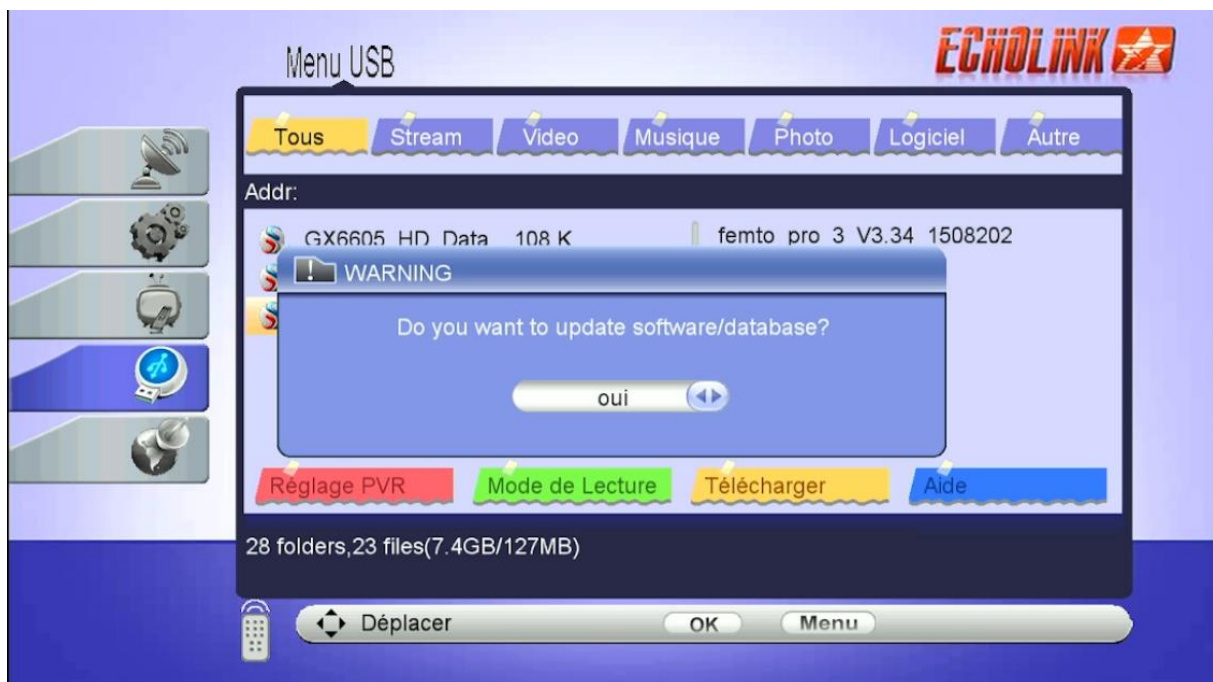 Menu USB
ECHOLINK
Tous Stream Video Musique Photo Logiciel Autre
Addr:
GX6605 HD Data 108 K
femto pro 3 V3.34 1508202
WARNING
Do you want to update software/database?
oui
Réglage PVR Mode de Lecture Télécharger Aide
28 folders,23 files(7.4GB/127MB)
Déplacer OK Menu